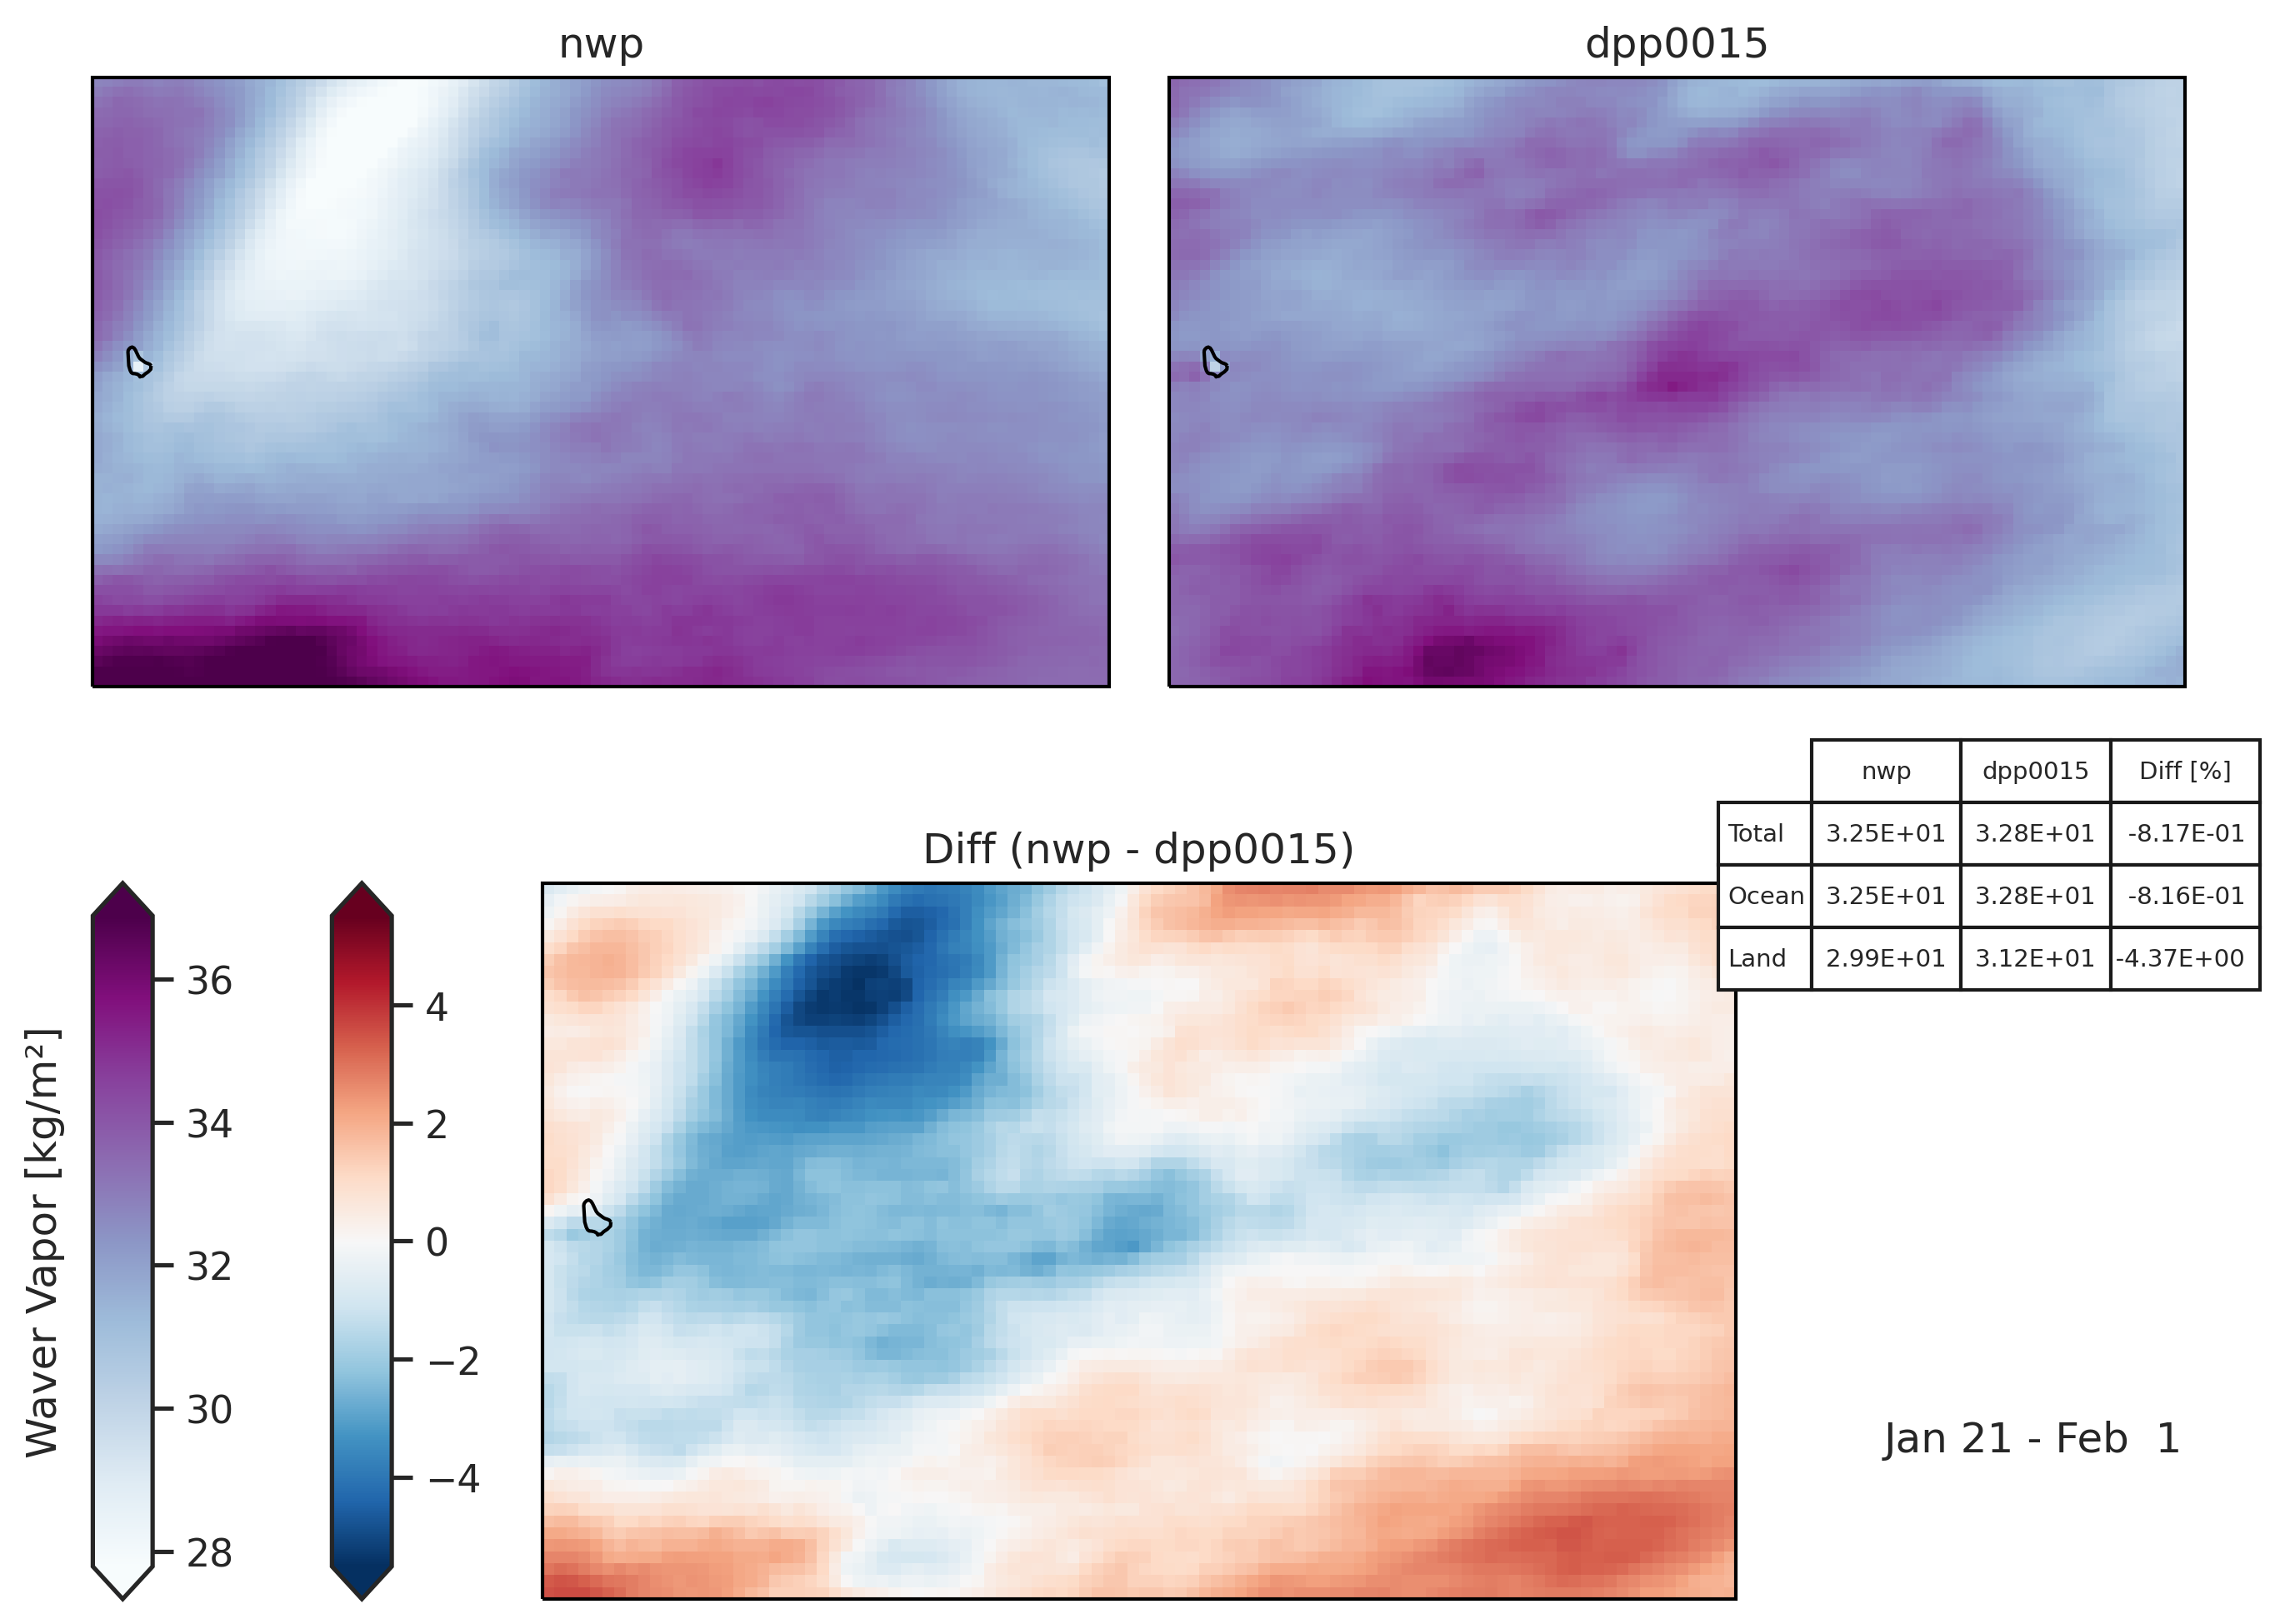 nwp
dpp0015
nwp dpp0015 Diff [%]
Total 3.25E+01 3.28E+01 -8.17E-01
Ocean 3.25E+01 3.28E+01 -8.16E-01
Land 2.99E+01 3.12E+01 -4.37E+00
Diff (nwp - dpp0015)
Waver Vapor [kg/m²]
36
34
32
30
28
4
2
0
−2
−4
Jan 21 - Feb  1